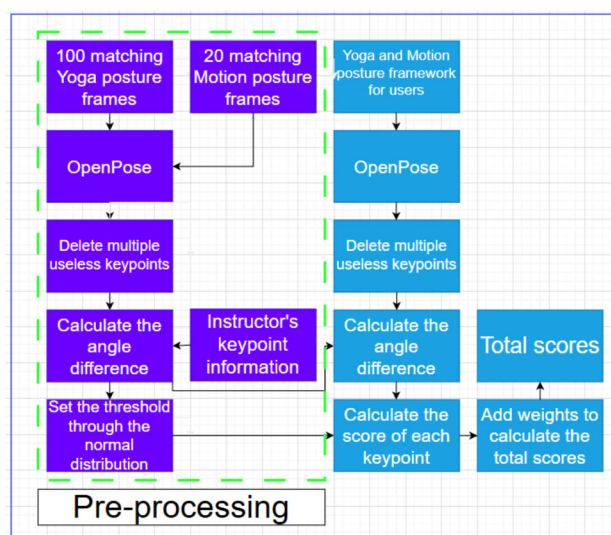 100 matching
Yoga posture
frames
20 matching
Motion posture
frames
Yoga and Motion
posture framework
for users
OpenPose
OpenPose
Delete multiple
useless keypoints
Delete multiple
useless keypoints
Calculate the
angle
difference
Instructor's
keypoint
information
Calculate the
angle
difference
Total scores
Set the threshold
through the
normal
distribution
Calculate the
score of each
keypoint
Add weights to
calculate the
total scores
Pre-processing